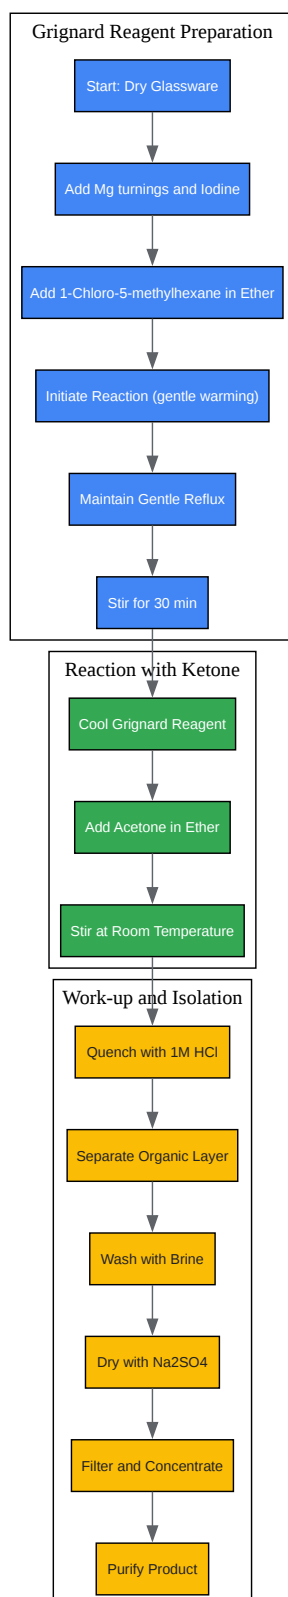 Grignard Reagent Preparation
Start: Dry Glassware
Add Mg turnings and Iodine
Add 1-Chloro-5-methylhexane in Ether
Initiate Reaction (gentle warming)
Maintain Gentle Reflux
Stir for 30 min
Reaction with Ketone
Cool Grignard Reagent
Add Acetone in Ether
Stir at Room Temperature
Work-up and Isolation
Quench with 1M HCl
Separate Organic Layer
Wash with Brine
Dry with Na2SO4
Filter and Concentrate
Purify Product